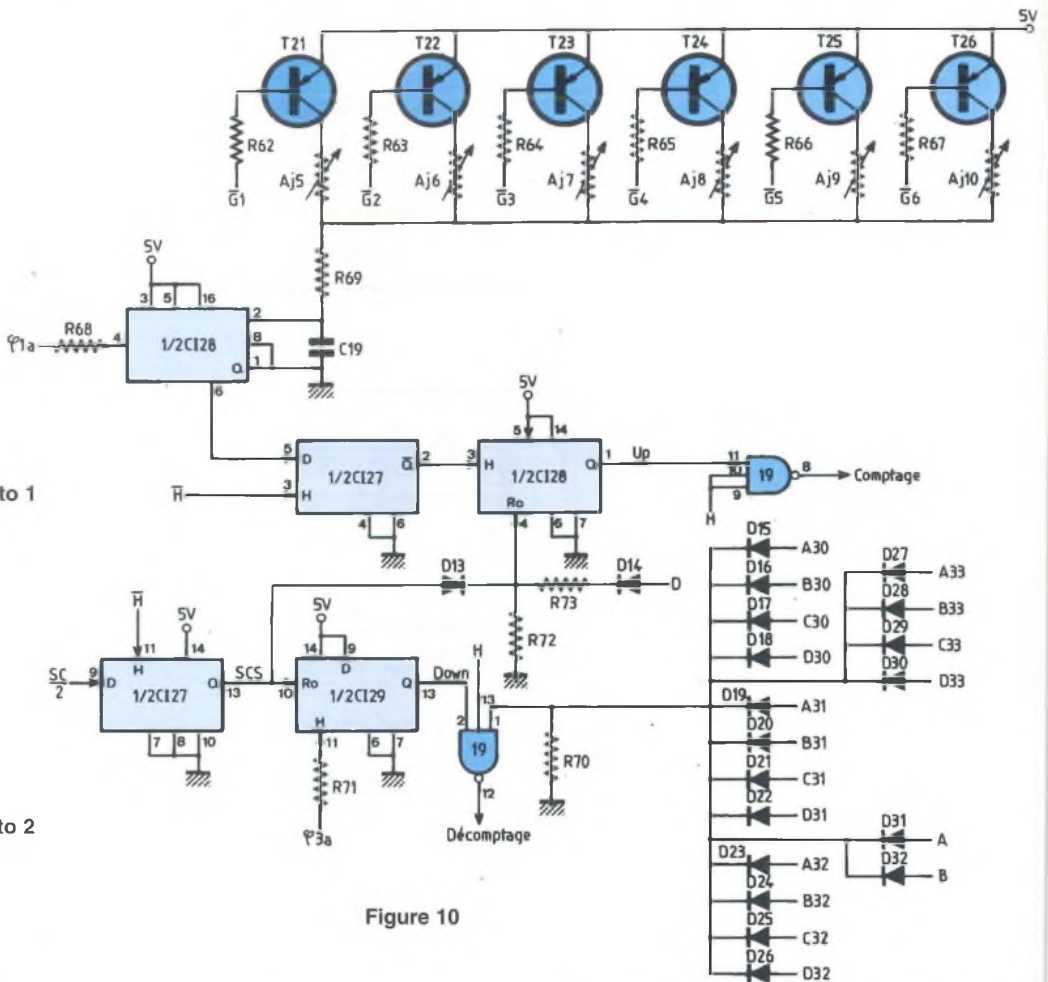 5V
T21 T22 T23 T24 T25 T26
R62 R63 R64 R65 R66 R67
Aj5 Aj6 Aj7 Aj8 Aj9 Aj10
G̅1 G̅2 G̅3 G̅4 G̅5 G̅6
5V
R69
3 5 16
2
φ1a R68 4 1/2CI28 8 C19
Q 1
6
5V
5 D 1/2CI27 Q̅ 2
5 14
3 H 1/2CI28 Q 1 Up 11
10 19 8 Comptage
9
H
to 1
H̅ 3 H
Ro
4 6
4 6 7
D15 A30
D16 B30
D17 C30
D18 D30
D27 A33
D28 B33
D29 C33
D30 D33
D13 D14 D
R73
R72
H̅ 5V
11 14
SC/2 9 D H 1/2CI27 Q 13 SCS
7 8 10
5V
14 9
10 Ro D 1/2CI29 Q 13 Down
H
11 6 7
H
2 13 1
19
12
Décomptage
R71
φ3a
R70
D19 A31
D20 B31
D21 C31
D22 D31
D31 A
D32 B
D23 A32
D24 B32
D25 C32
D26 D32
to 2
Figure 10